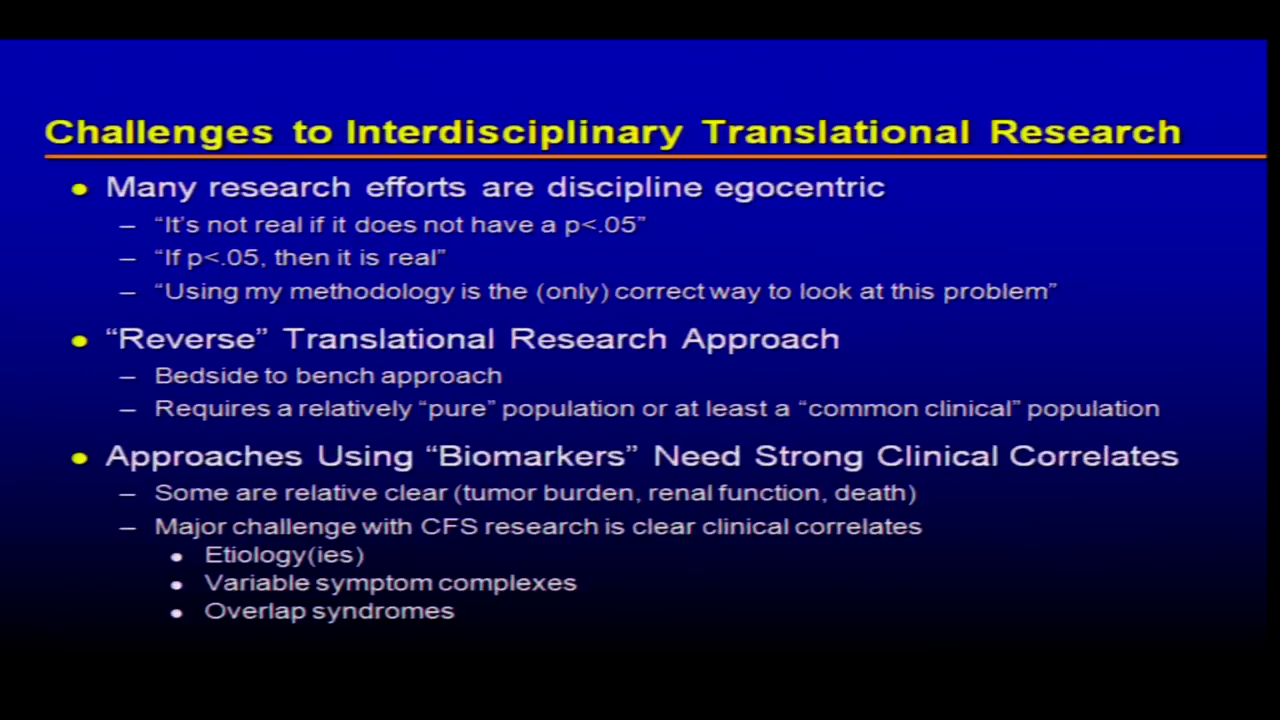 Challenges to Interdisciplinary Translational Research
• Many research efforts are discipline egocentric
– “It’s not real if it does not have a p<.05”
– “If p<.05, then it is real”
– “Using my methodology is the (only) correct way to look at this problem”
• “Reverse” Translational Research Approach
– Bedside to bench approach
– Requires a relatively “pure” population or at least a “common clinical” population
• Approaches Using “Biomarkers” Need Strong Clinical Correlates
– Some are relative clear (tumor burden, renal function, death)
– Major challenge with CFS research is clear clinical correlates
• Etiology(ies)
• Variable symptom complexes
• Overlap syndromes